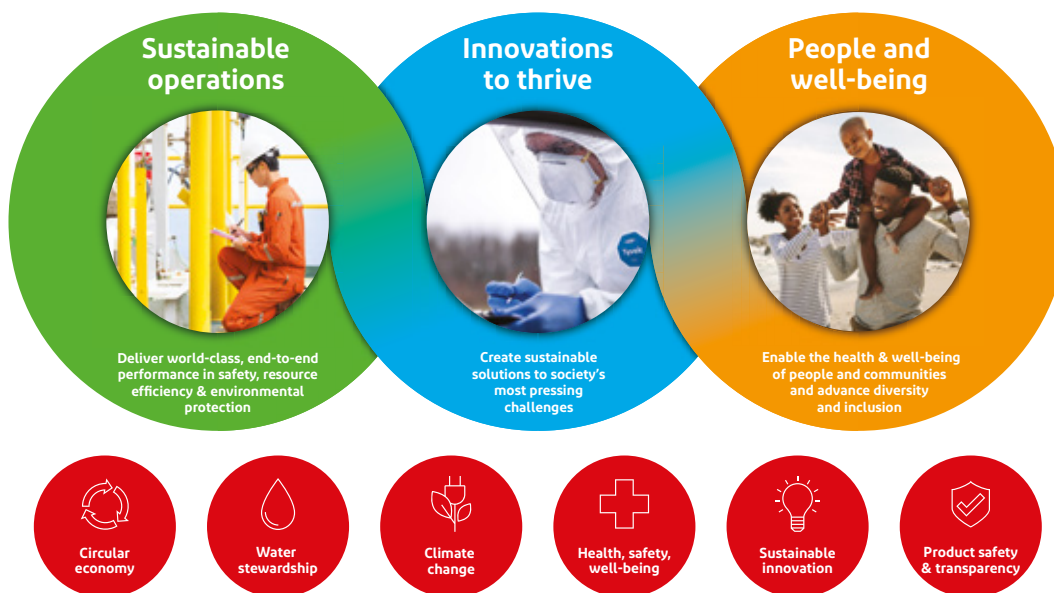 Sustainable
operations
Innovations
to thrive
People and
well-being
Tyvek
Deliver world-class, end-to-end
performance in safety, resource
efficiency & environmental
protection
Create sustainable
solutions to society's
most pressing
challenges
Enable the health & well-being
of people and communities
and advance diversity
and inclusion
Circular
economy
Water
stewardship
Climate
change
Health, safety,
well-being
Sustainable
innovation
Product safety
& transparency